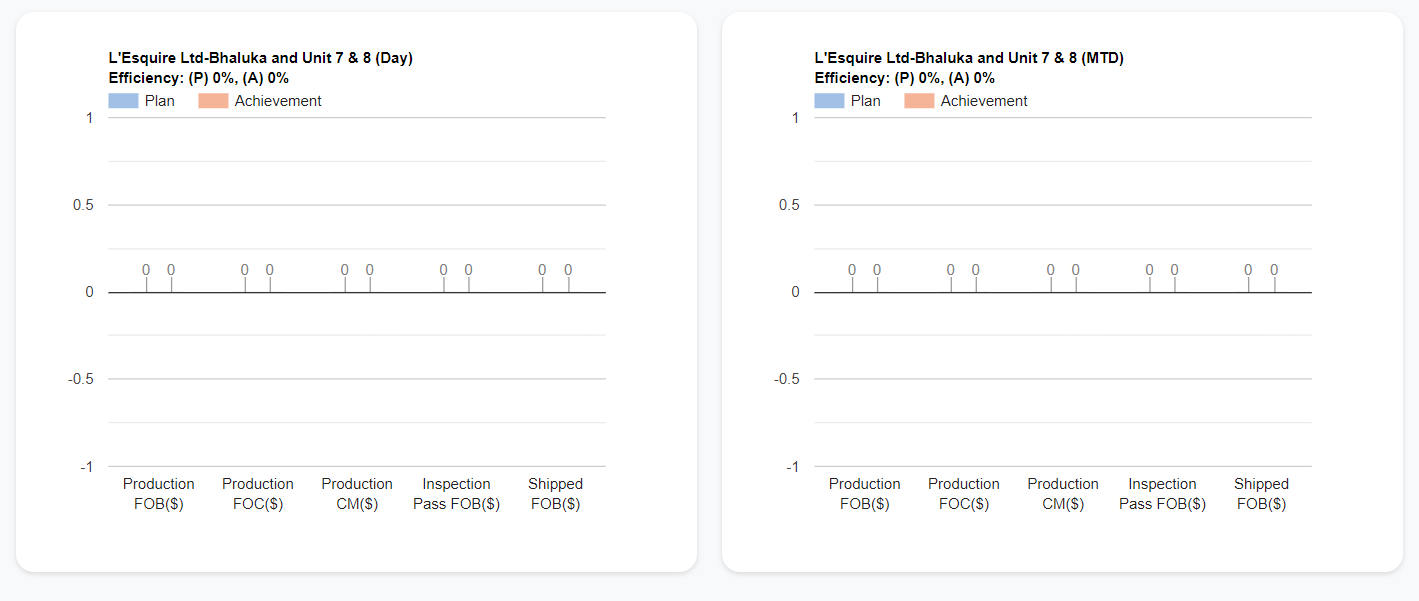 L'Esquire Ltd-Bhaluka and Unit 7 & 8 (Day)
Efficiency: (P) 0%, (A) 0%
Plan Achievement
1
0.5
0 0 0 0 0 0 0 0 0 0
0
-0.5
-1
Production Production Production Inspection Shipped
FOB($) FOC($) CM($) Pass FOB($) FOB($)
L'Esquire Ltd-Bhaluka and Unit 7 & 8 (MTD)
Efficiency: (P) 0%, (A) 0%
Plan Achievement
1
0.5
0 0 0 0 0 0 0 0 0 0
0
-0.5
-1
Production Production Production Inspection Shipped
FOB($) FOC($) CM($) Pass FOB($) FOB($)